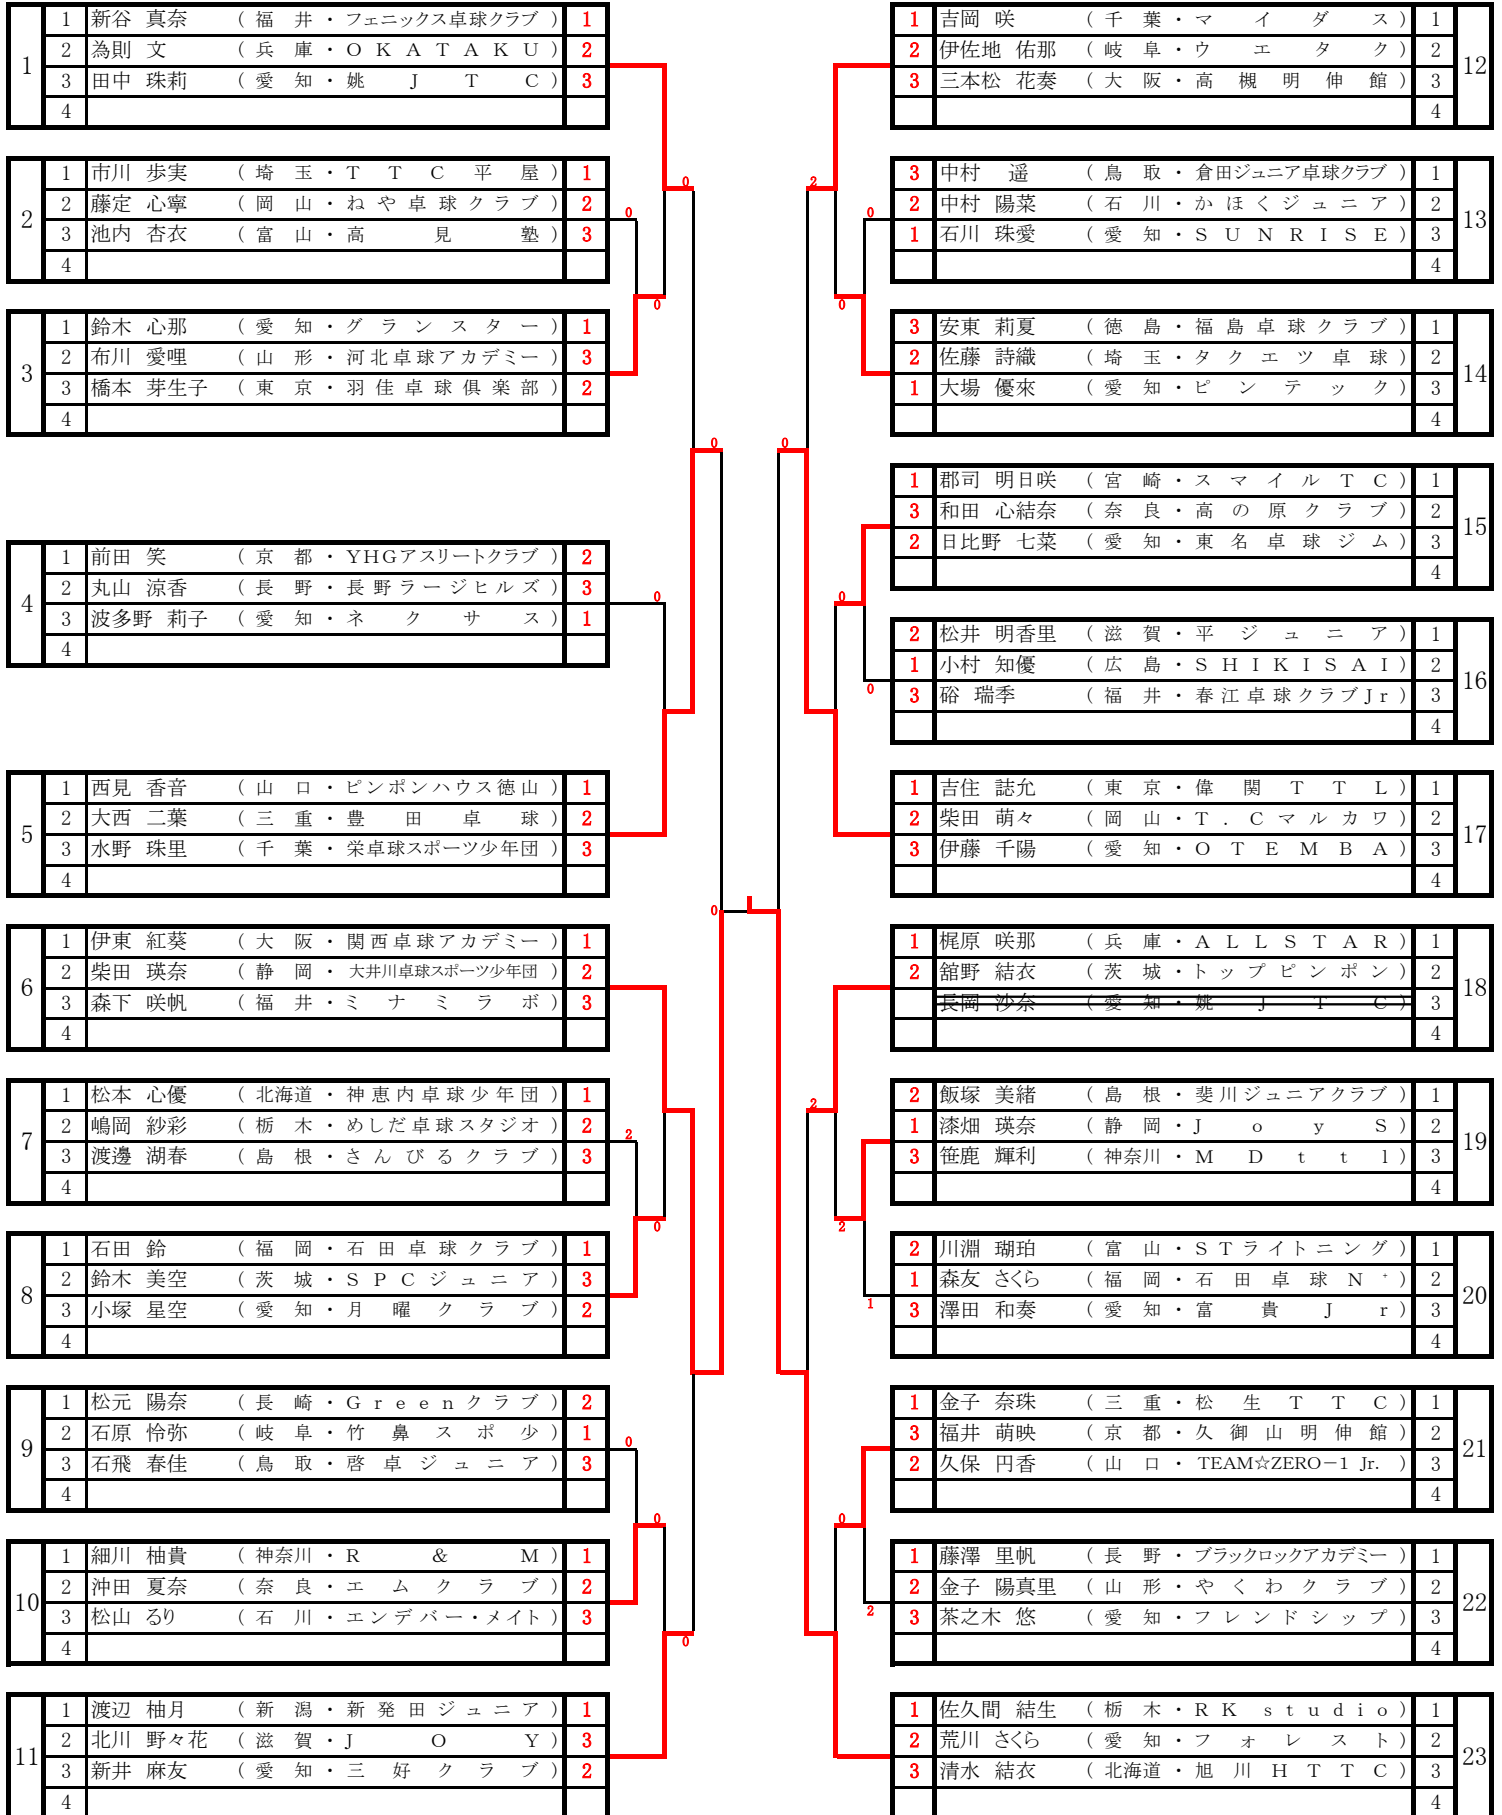 1
1 新谷 真奈 (福 井・フェニックス卓球クラブ) 1
2 為則 文 (兵 庫・OKATAKU) 2
3 田中 珠莉 (愛 知・姚JTC) 3
4
2
1 市川 歩実 (埼 玉・TTC平屋) 1
2 藤定 心寧 (岡 山・ねや卓球クラブ) 2
3 池内 杏衣 (富 山・高見塾) 3
4
3
1 鈴木 心那 (愛 知・グランスター) 1
2 布川 愛哩 (山 形・河北卓球アカデミー) 3
3 橋本 芽生子 (東 京・羽佳卓球倶楽部) 2
4
4
1 前田 笑 (京 都・YHGアスリートクラブ) 2
2 丸山 涼香 (長 野・長野ラージヒルズ) 3
3 波多野 莉子 (愛 知・ネクサス) 1
4
5
1 西見 香音 (山 口・ピンポンハウス徳山) 1
2 大西 二葉 (三 重・豊田卓球) 2
3 水野 珠里 (千 葉・栄卓球スポーツ少年団) 3
4
6
1 伊東 紅葵 (大 阪・関西卓球アカデミー) 1
2 柴田 瑛奈 (静 岡・大井川卓球スポーツ少年団) 2
3 森下 咲帆 (福 井・ミナミラボ) 3
4
7
1 松本 心優 (北海道・神恵内卓球少年団) 1
2 嶋岡 紗彩 (栃 木・めしだ卓球スタジオ) 2
3 渡邊 湖春 (島 根・さんびるクラブ) 3
4
8
1 石田 鈴 (福 岡・石田卓球クラブ) 1
2 鈴木 美空 (茨 城・SPCジュニア) 3
3 小塚 星空 (愛 知・月曜クラブ) 2
4
9
1 松元 陽奈 (長 崎・Greenクラブ) 2
2 石原 怜弥 (岐 阜・竹鼻スポ少) 1
3 石飛 春佳 (鳥 取・啓卓ジュニア) 3
4
10
1 細川 柚貴 (神奈川・R&M) 1
2 沖田 夏奈 (奈 良・エムクラブ) 2
3 松山 るり (石 川・エンデバー・メイト) 3
4
11
1 渡辺 柚月 (新 潟・新発田ジュニア) 1
2 北川 野々花 (滋 賀・JOY) 3
3 新井 麻友 (愛 知・三好クラブ) 2
4
0
0
0
0
0
2
0
0
0
0
0
2
0
0
0
0
0
2
2
1
0
2
12
1 吉岡 咲 (千 葉・マイダス) 1
2 伊佐地 佑那 (岐 阜・ウエタク) 2
3 三本松 花奏 (大 阪・高槻明伸館) 3
4
13
3 中村 遥 (鳥 取・倉田ジュニア卓球クラブ) 1
2 中村 陽菜 (石 川・かほくジュニア) 2
1 石川 珠愛 (愛 知・SUNRISE) 3
4
14
3 安東 莉夏 (徳 島・福島卓球クラブ) 1
2 佐藤 詩織 (埼 玉・タクエツ卓球) 2
1 大場 優來 (愛 知・ピンテック) 3
4
15
1 郡司 明日咲 (宮 崎・スマイルTC) 1
3 和田 心結奈 (奈 良・高の原クラブ) 2
2 日比野 七菜 (愛 知・東名卓球ジム) 3
4
16
2 松井 明香里 (滋 賀・平ジュニア) 1
1 小村 知優 (広 島・SHIKISAI) 2
3 硲 瑞季 (福 井・春江卓球クラブJr) 3
4
17
1 吉住 誌允 (東 京・偉関TTL) 1
2 柴田 萌々 (岡 山・T.Cマルカワ) 2
3 伊藤 千陽 (愛 知・OTEMBA) 3
4
18
1 梶原 咲那 (兵 庫・ALLSTAR) 1
2 舘野 結衣 (茨 城・トップピンポン) 2
長岡 沙奈 (愛 知・姚JTC) 3
4
19
2 飯塚 美緒 (島 根・斐川ジュニアクラブ) 1
1 漆畑 瑛奈 (静 岡・JoyS) 2
3 笹鹿 輝利 (神奈川・MDttl) 3
4
20
2 川淵 瑚珀 (富 山・STライトニング) 1
1 森友 さくら (福 岡・石田卓球N⁺) 2
3 澤田 和奏 (愛 知・富貴Jr) 3
4
21
1 金子 奈珠 (三 重・松生TTC) 1
3 福井 萌映 (京 都・久御山明伸館) 2
2 久保 円香 (山 口・TEAM☆ZERO-1 Jr.) 3
4
22
1 藤澤 里帆 (長 野・ブラックロックアカデミー) 1
2 金子 陽真里 (山 形・やくわクラブ) 2
3 茶之木 悠 (愛 知・フレンドシップ) 3
4
23
1 佐久間 結生 (栃 木・RKstudio) 1
2 荒川 さくら (愛 知・フォレスト) 2
3 清水 結衣 (北海道・旭川HTTC) 3
4